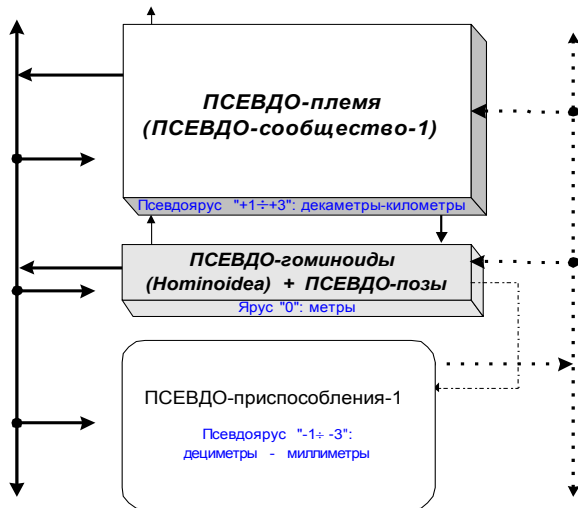 ПСЕВДО-племя
(ПСЕВДО-сообщество-1)
Псевдоярус "+1÷+3": декаметры-километры
ПСЕВДО-гоминоиды
(Hominoidea) + ПСЕВДО-позы
Ярус "0": метры
ПСЕВДО-приспособления-1
Псевдоярус "-1÷ -3":
дециметры - миллиметры